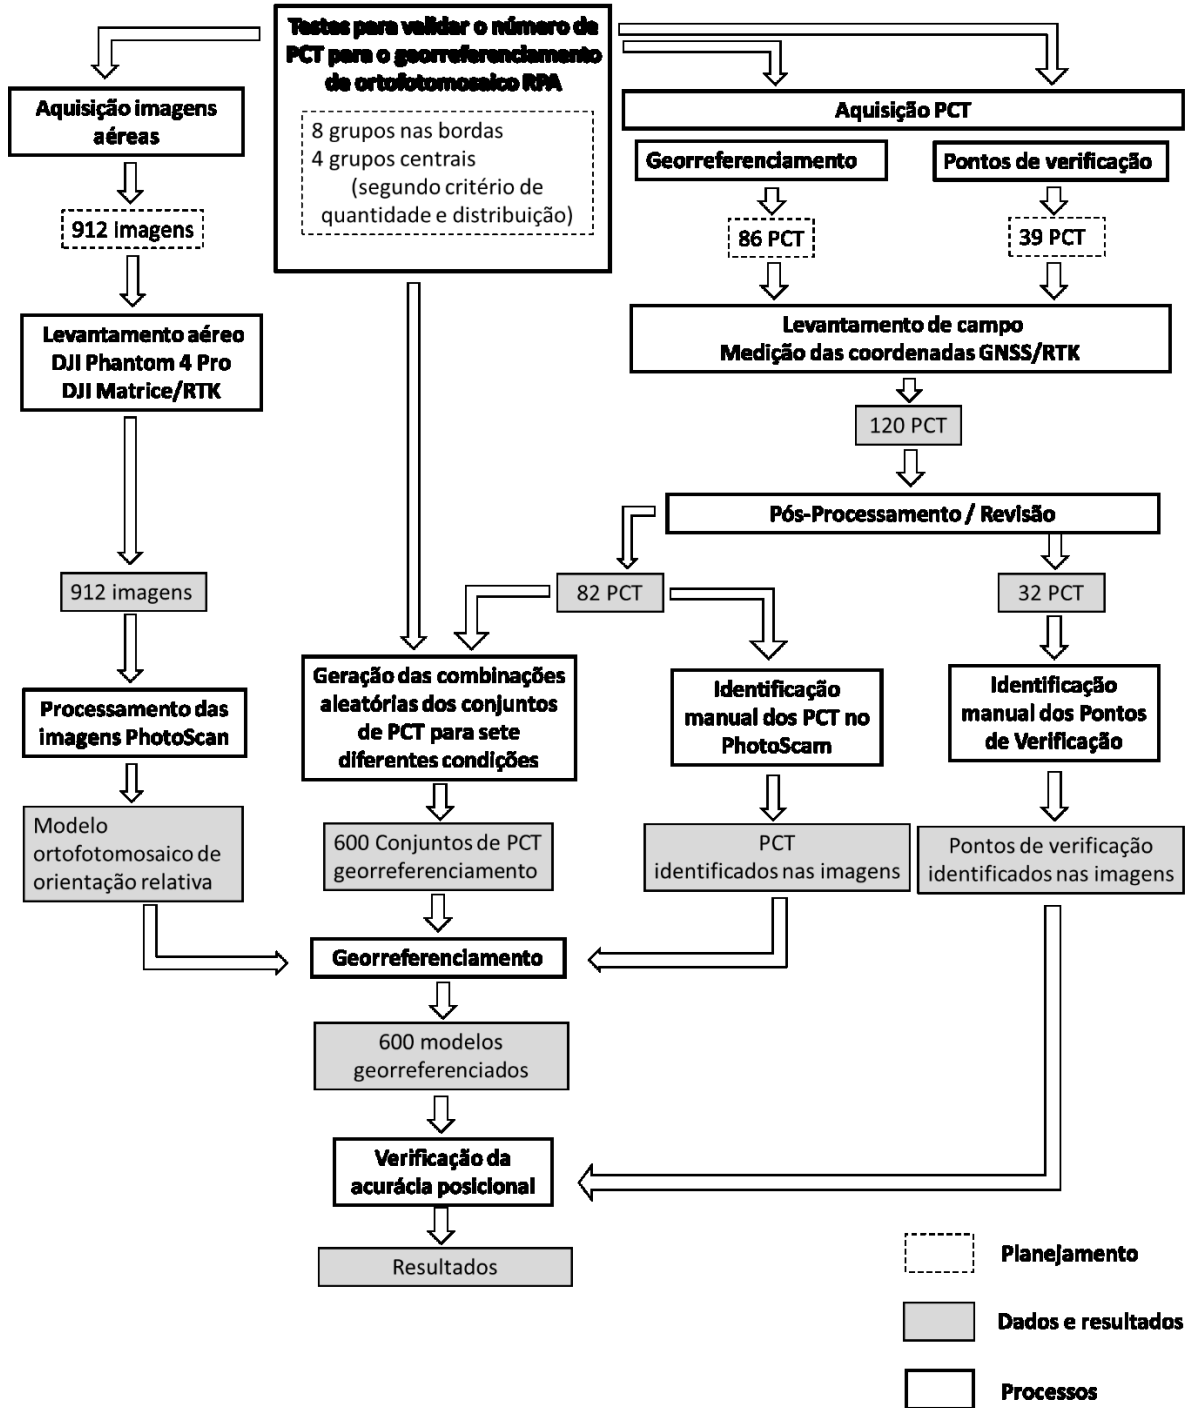 Testes para validar o número de
PCT para o georreferenciamento
de ortofotomosaico RPA
8 grupos nas bordas
4 grupos centrais
(segundo critério de
quantidade e distribuição)
Aquisição imagens
aéreas
912 imagens
Levantamento aéreo
DJI Phantom 4 Pro
DJI Matrice/RTK
912 imagens
Processamento das
imagens PhotoScan
Modelo
ortofotomosaico de
orientação relativa
Aquisição PCT
Georreferenciamento
Pontos de verificação
86 PCT
39 PCT
Levantamento de campo
Medição das coordenadas GNSS/RTK
120 PCT
Pós-Processamento / Revisão
82 PCT
32 PCT
Geração das combinações
aleatórias dos conjuntos
de PCT para sete
diferentes condições
Identificação
manual dos PCT no
PhotoScam
Identificação
manual dos Pontos
de Verificação
600 Conjuntos de PCT
georreferenciamento
PCT
identificados nas imagens
Pontos de verificação
identificados nas imagens
Georreferenciamento
600 modelos
georreferenciados
Verificação da
acurácia posicional
Resultados
Planejamento
Dados e resultados
Processos